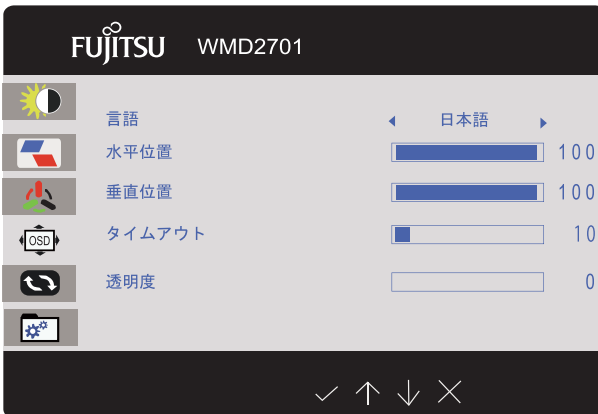 FUJITSU WMD2701
言語 日本語
水平位置 100
垂直位置 100
タイムアウト 10
OSD
透明度 0